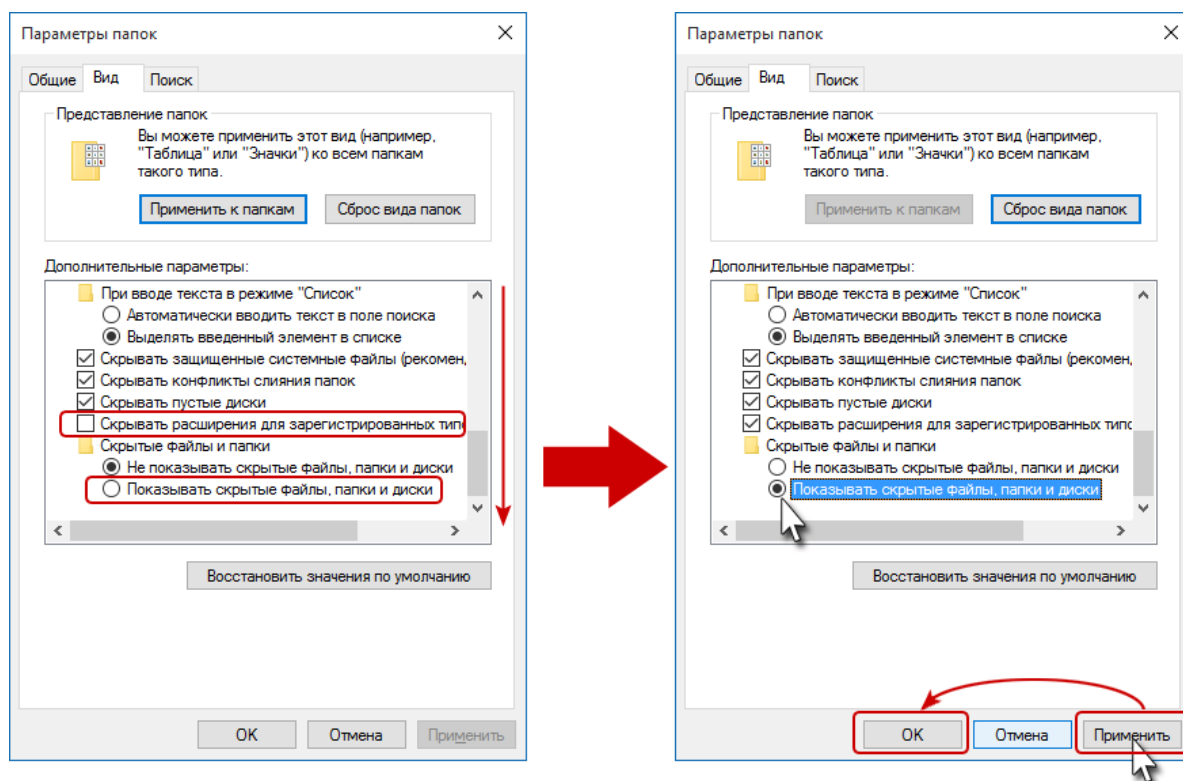 Параметры папок
Общие Вид Поиск
Представление папок
Вы можете применить этот вид (например,
"Таблица" или "Значки") ко всем папкам
такого типа.
Применить к папкам Сброс вида папок
Дополнительные параметры:
При вводе текста в режиме "Список"
Автоматически вводить текст в поле поиска
Выделять введенный элемент в списке
Скрывать защищенные системные файлы (рекомен,
Скрывать конфликты слияния папок
Скрывать пустые диски
Скрывать расширения для зарегистрированных типо
Скрытые файлы и папки
Не показывать скрытые файлы, папки и диски
Показывать скрытые файлы, папки и диски
Восстановить значения по умолчанию
OK Отмена Применить
Параметры папок
Общие Вид Поиск
Представление папок
Вы можете применить этот вид (например,
"Таблица" или "Значки") ко всем папкам
такого типа.
Применить к папкам Сброс вида папок
Дополнительные параметры:
При вводе текста в режиме "Список"
Автоматически вводить текст в поле поиска
Выделять введенный элемент в списке
Скрывать защищенные системные файлы (рекомен,
Скрывать конфликты слияния папок
Скрывать пустые диски
Скрывать расширения для зарегистрированных типо
Скрытые файлы и папки
Не показывать скрытые файлы, папки и диски
Показывать скрытые файлы, папки и диски
Восстановить значения по умолчанию
OK Отмена Применить